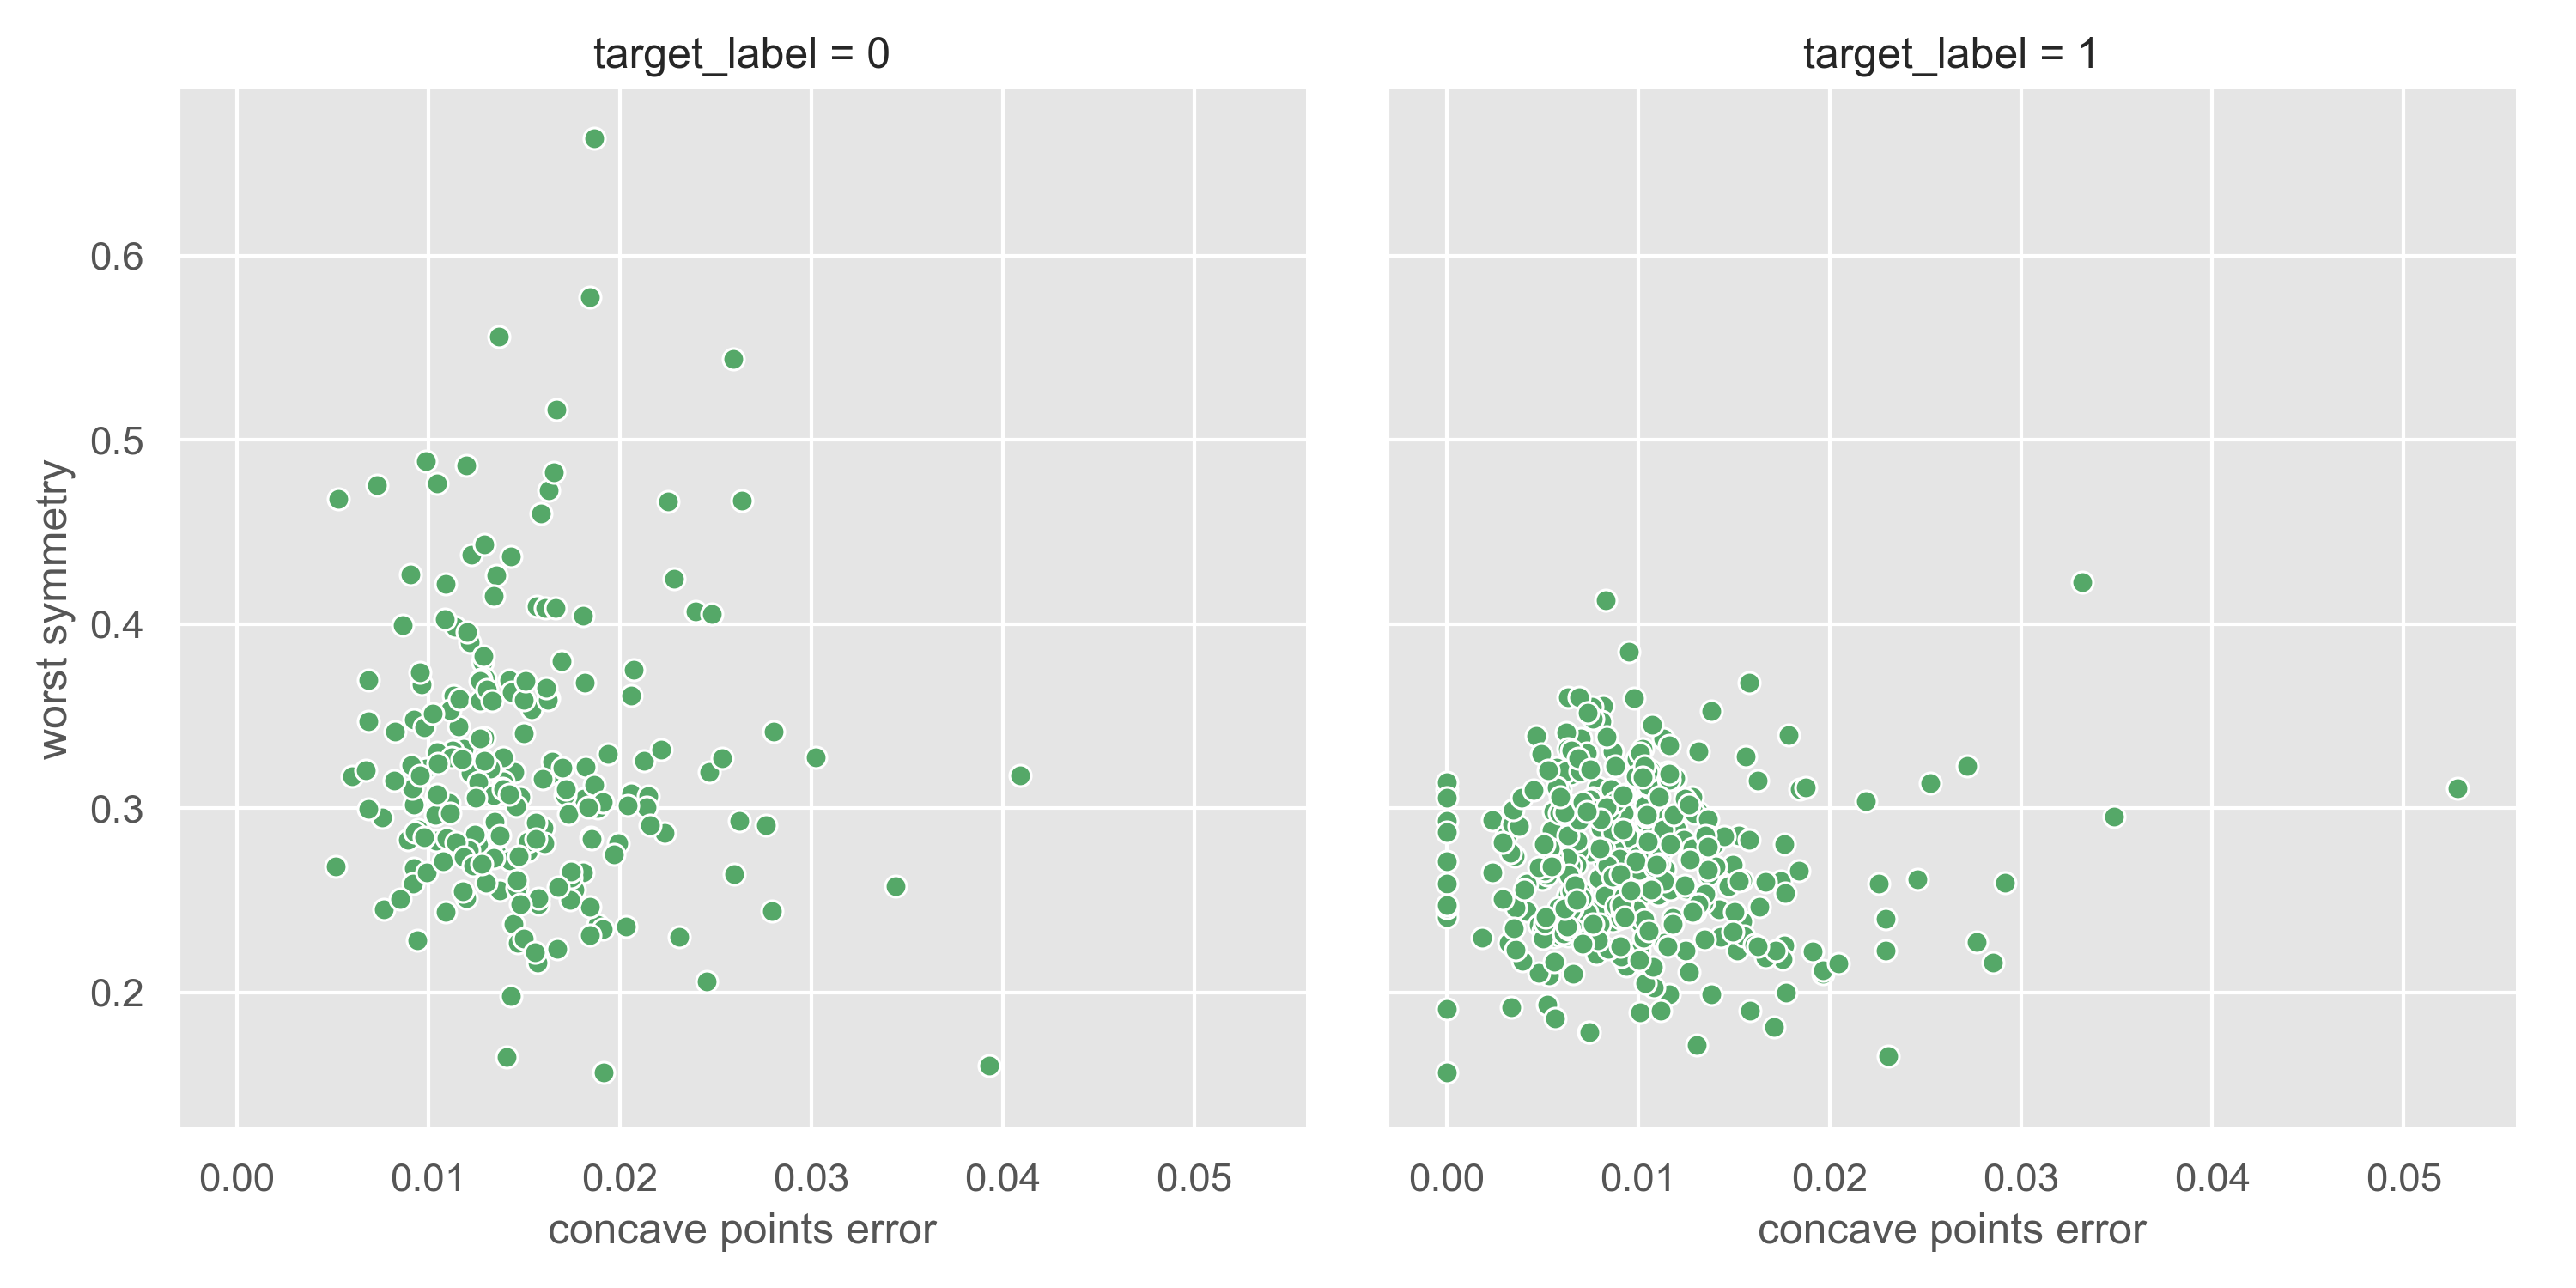 target_label = 0
target_label = 1
worst symmetry
0.6
0.5
0.4
0.3
0.2
0.00 0.01 0.02 0.03 0.04 0.05
0.00 0.01 0.02 0.03 0.04 0.05
concave points error
concave points error